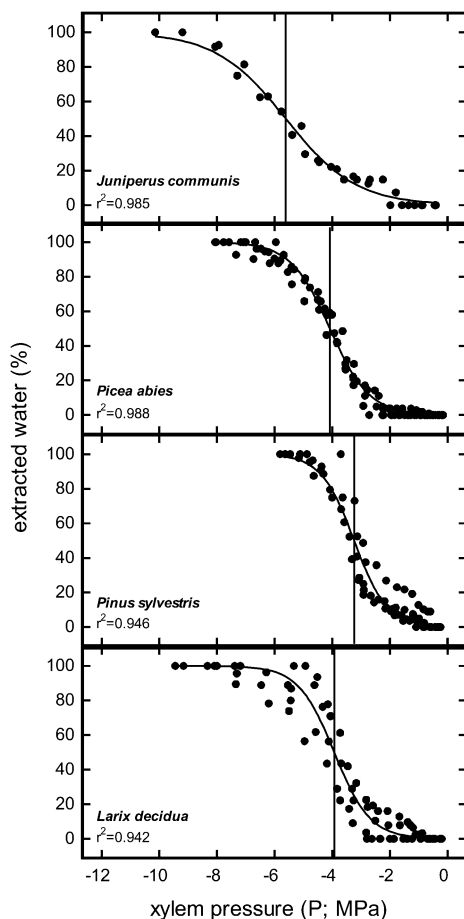 100
80
60
40
20
0
Juniperus communis
r²=0.985
100
80
60
40
20
0
Picea abies
r²=0.988
100
80
60
40
20
0
Pinus sylvestris
r²=0.946
100
80
60
40
20
0
Larix decidua
r²=0.942
extracted water (%)
-12 -10 -8 -6 -4 -2 0
xylem pressure (P; MPa)